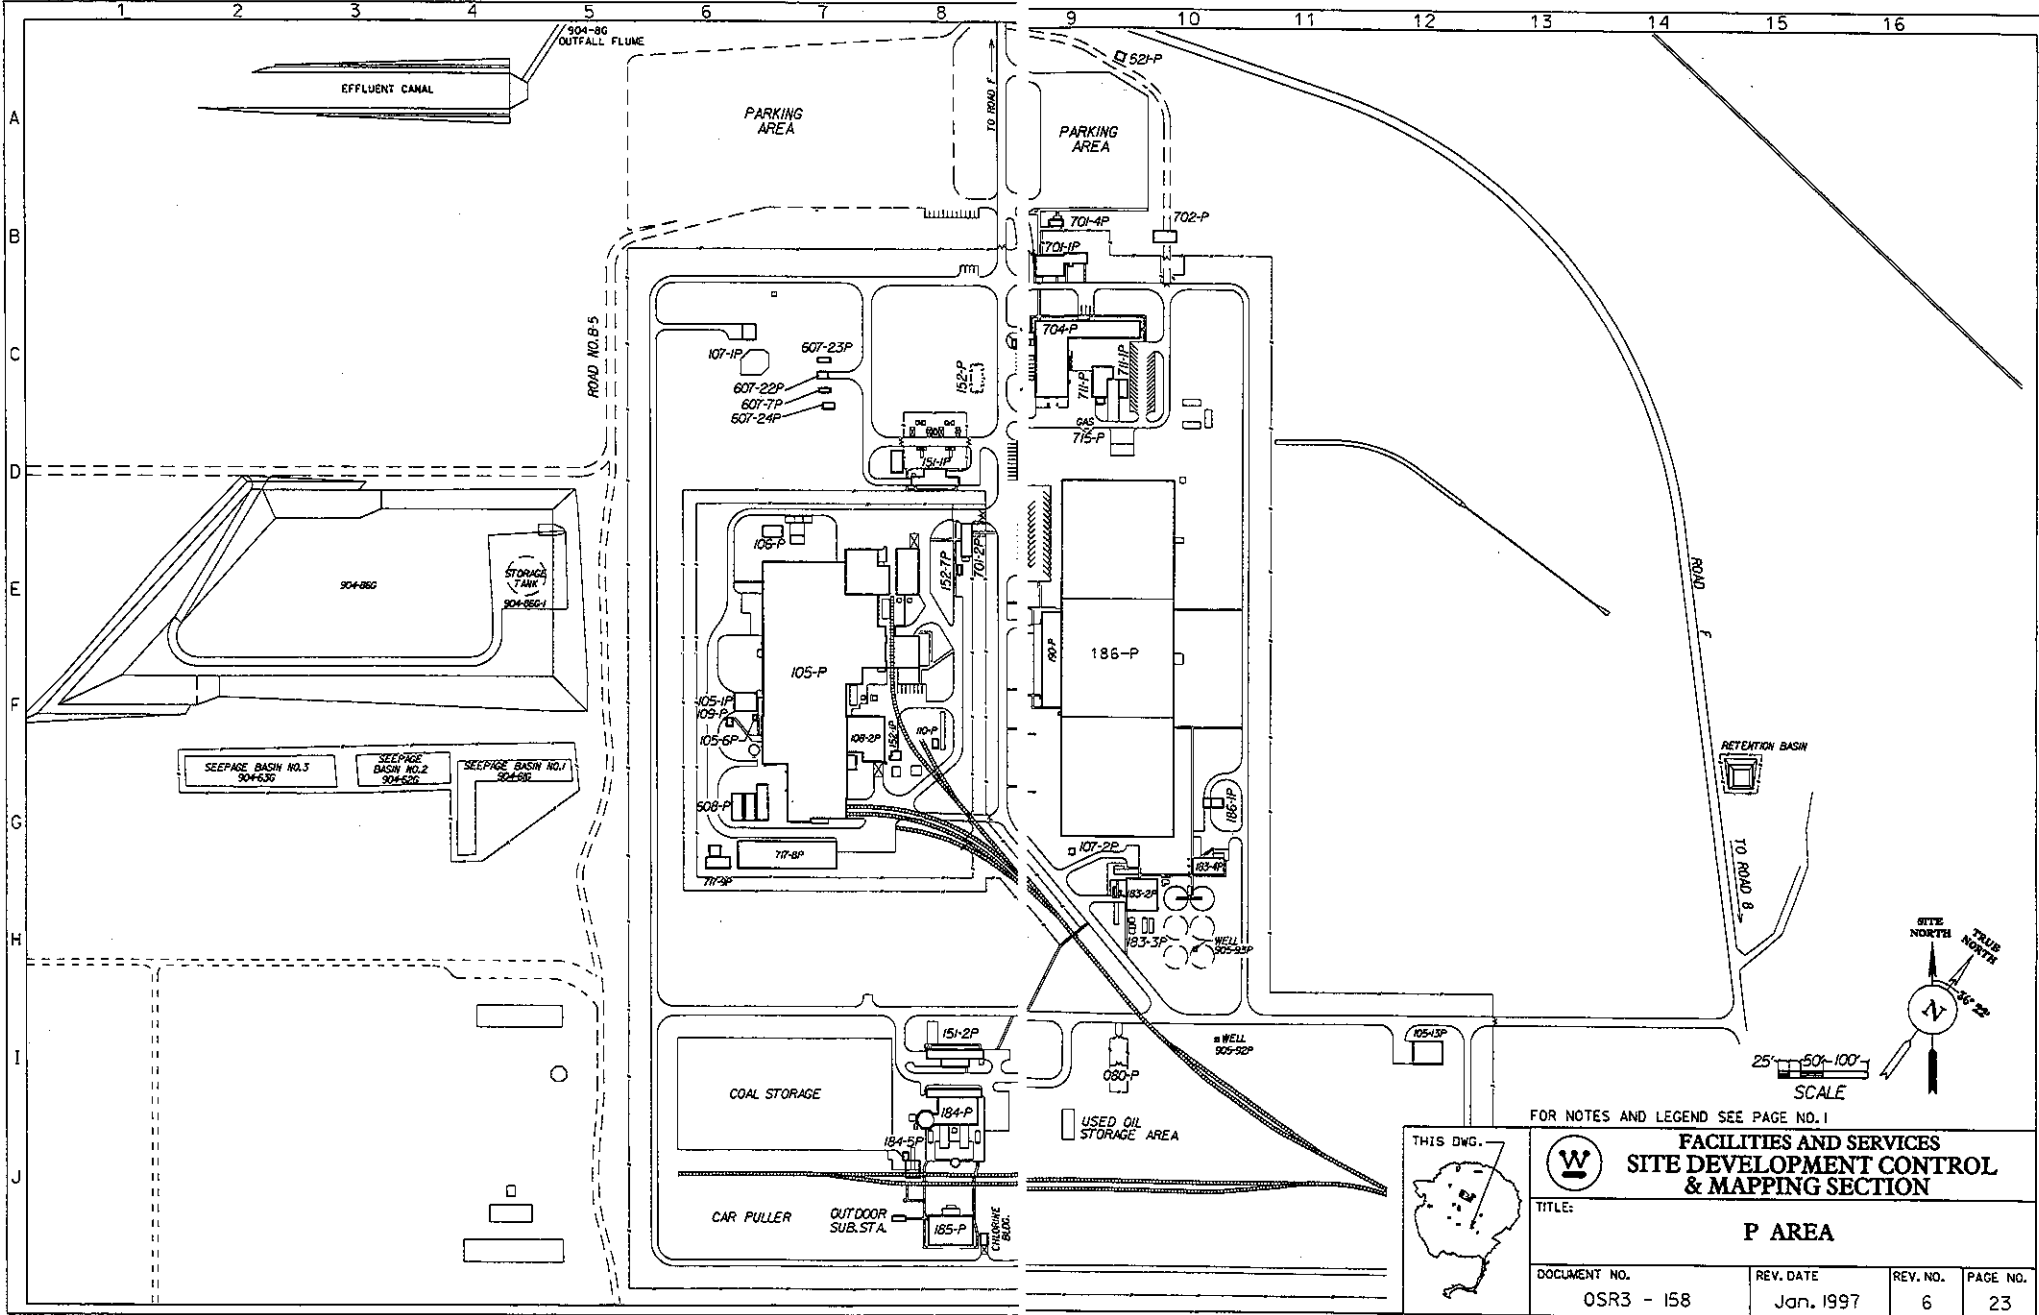 1 2 3 4 5 6 7 8 9 10 11 12 13 14 15 16
904-8G
OUTFALL FLUME
EFFLUENT CANAL
A
PARKING
AREA
TO ROAD F
PARKING
AREA
521-P
B
701-4P
702-P
701-1P
ROAD NO.B-5
C
107-1P
607-23P
607-22P
607-7P
607-24P
152-P
704-P
711-P
711-1P
GAS
715-P
D
151-1P
E
904-86G
STORAGE
TANK
904-86G-1
106-P
152-7P
701-2P
ROAD F
105-P
190-P
186-P
F
105-1P
109-P
105-6P
108-2P
152-1P
110-P
SEEPAGE BASIN NO.3
904-63G
SEEPAGE
BASIN NO.2
904-62G
SEEPAGE BASIN NO.1
904-61G
RETENTION BASIN
G
608-P
186-1P
717-8P
717-9P
107-2P
183-4P
183-2P
TO ROAD B
H
183-3P
WELL
905-93P
SITE
NORTH
TRUE
NORTH
36° 22'
N
I
151-2P
080-P
WELL
905-92P
105-13P
25' 50' 100'
SCALE
COAL STORAGE
184-P
184-5P
USED OIL
STORAGE AREA
FOR NOTES AND LEGEND SEE PAGE NO.1
J
CAR PULLER
OUTDOOR
SUB.STA.
185-P
CHLORINE
BLDG.
THIS DWG.
W
FACILITIES AND SERVICES
SITE DEVELOPMENT CONTROL
& MAPPING SECTION
TITLE:
P AREA
DOCUMENT NO.
OSR3 - 158
REV. DATE
Jan. 1997
REV. NO.
6
PAGE NO.
23